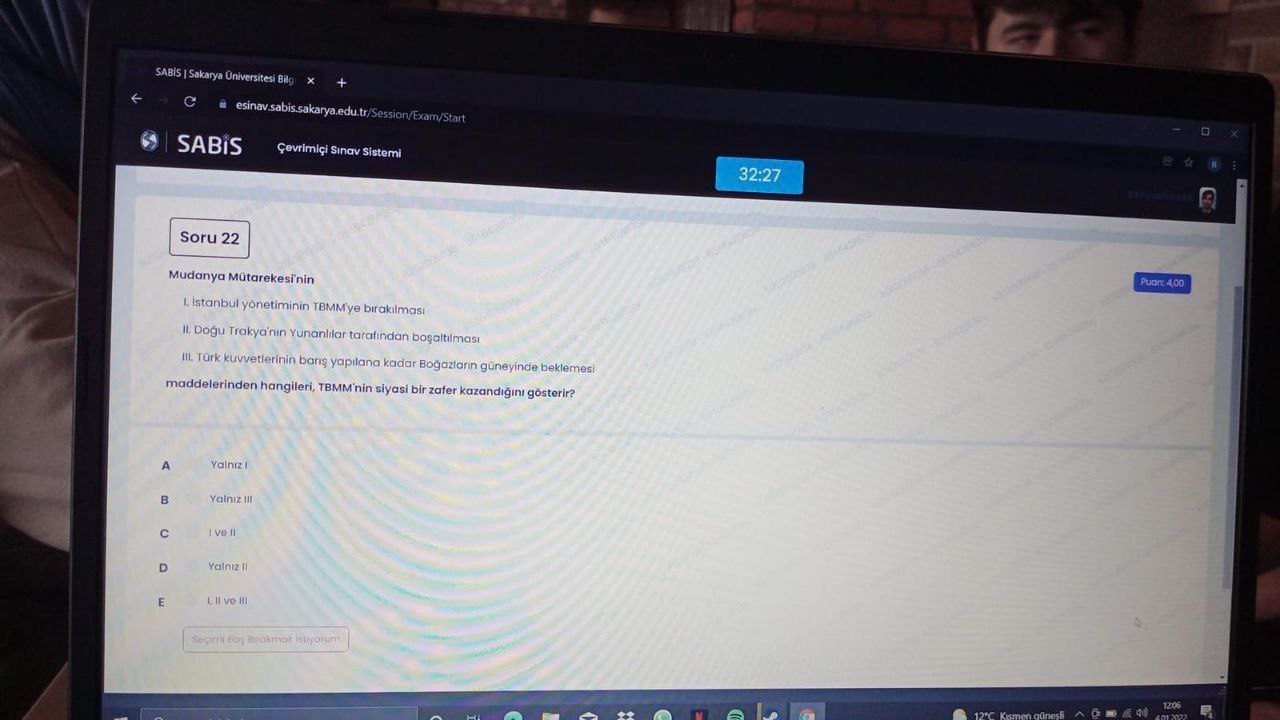 SABİS | Sakarya Üniversitesi Bilg
esinav.sabis.sakarya.edu.tr/Session/Exam/Start
SABİS
Çevrimiçi Sınav Sistemi
32:27
B
Soru 22
Puan: 4,00
Mudanya Mütarekesi'nin
I. İstanbul yönetiminin TBMM'ye bırakılması
II. Doğu Trakya'nın Yunanlılar tarafından boşaltılması
III. Türk kuvvetlerinin barış yapılana kadar Boğazların güneyinde beklemesi
maddelerinden hangileri, TBMM'nin siyasi bir zafer kazandığını gösterir?
A Yalnız I
B Yalnız III
C I ve II
D Yalnız II
E I, II ve III
Seçimi Boş Bırakmak İstiyorum
12°C Kısmen güneşli
12:06